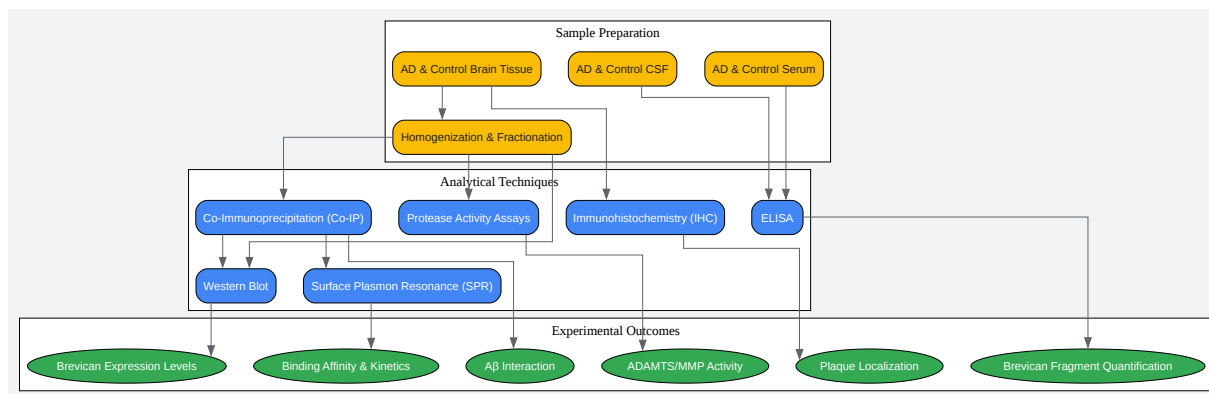 Sample Preparation
AD & Control Brain Tissue
AD & Control CSF
AD & Control Serum
Homogenization & Fractionation
Analytical Techniques
Co-Immunoprecipitation (Co-IP)
Protease Activity Assays
Immunohistochemistry (IHC)
ELISA
Western Blot
Surface Plasmon Resonance (SPR)
Experimental Outcomes
Brevican Expression Levels
Binding Affinity & Kinetics
Aβ Interaction
ADAMTS/MMP Activity
Plaque Localization
Brevican Fragment Quantification